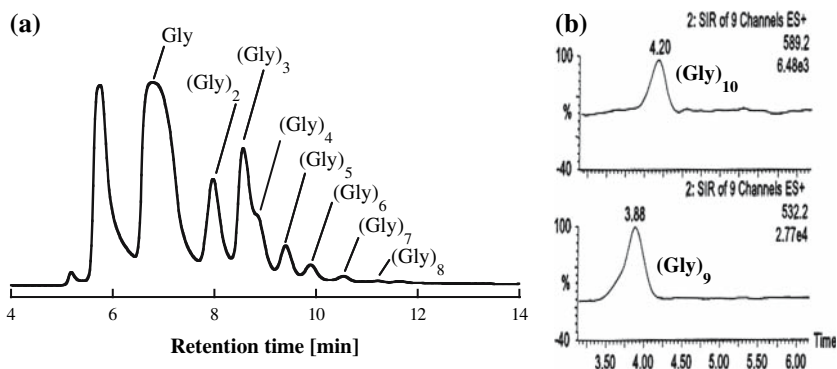 (a)
Gly
(Gly)2
(Gly)3
(Gly)4
(Gly)5
(Gly)6
(Gly)7
(Gly)8
4 6 8 10 12 14
Retention time [min]
(b)
2: SIR of 9 Channels ES+
589.2
6.48e3
100
%
-40
4.20
(Gly)10
2: SIR of 9 Channels ES+
532.2
2.77e4
100
%
-40
3.88
(Gly)9
Time
3.50 4.00 4.50 5.00 5.50 6.00